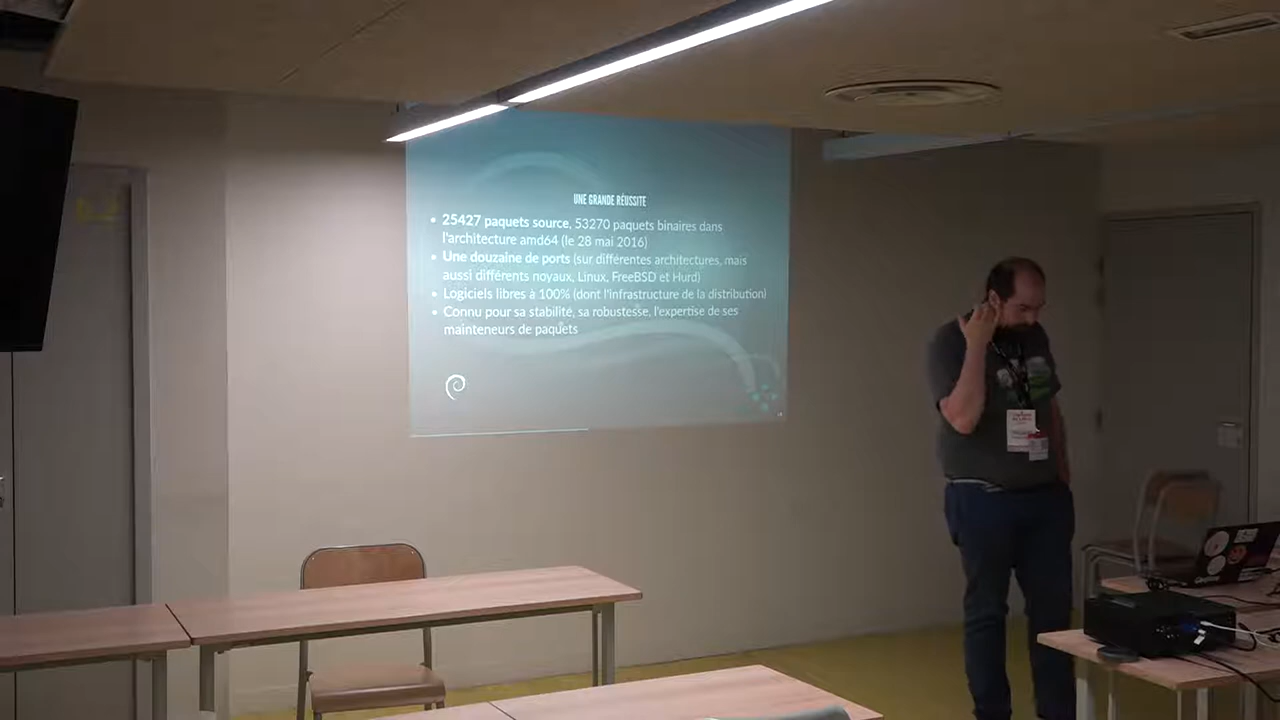 UNE GRANDE RÉUSSITE
• 25427 paquets source, 53270 paquets binaires dans
l'architecture amd64 (le 28 mai 2016)
• Une douzaine de ports (sur différentes architectures, mais
aussi différents noyaux, Linux, FreeBSD et Hurd)
• Logiciels libres à 100% (dont l'infrastructure de la distribution)
• Connu pour sa stabilité, sa robustesse, l'expertise de ses
mainteneurs de paquets